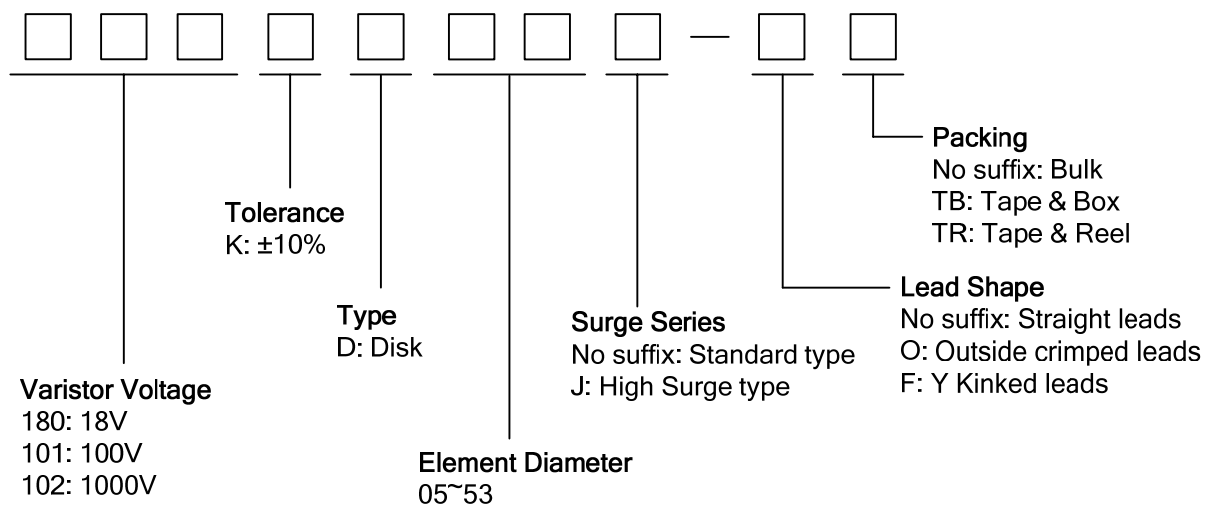 Packing
No suffix: Bulk
TB: Tape & Box
TR: Tape & Reel
Tolerance
K: ±10%
Lead Shape
No suffix: Straight leads
O: Outside crimped leads
F: Y Kinked leads
Type
D: Disk
Surge Series
No suffix: Standard type
J: High Surge type
Varistor Voltage
180: 18V
101: 100V
102: 1000V
Element Diameter
05~53